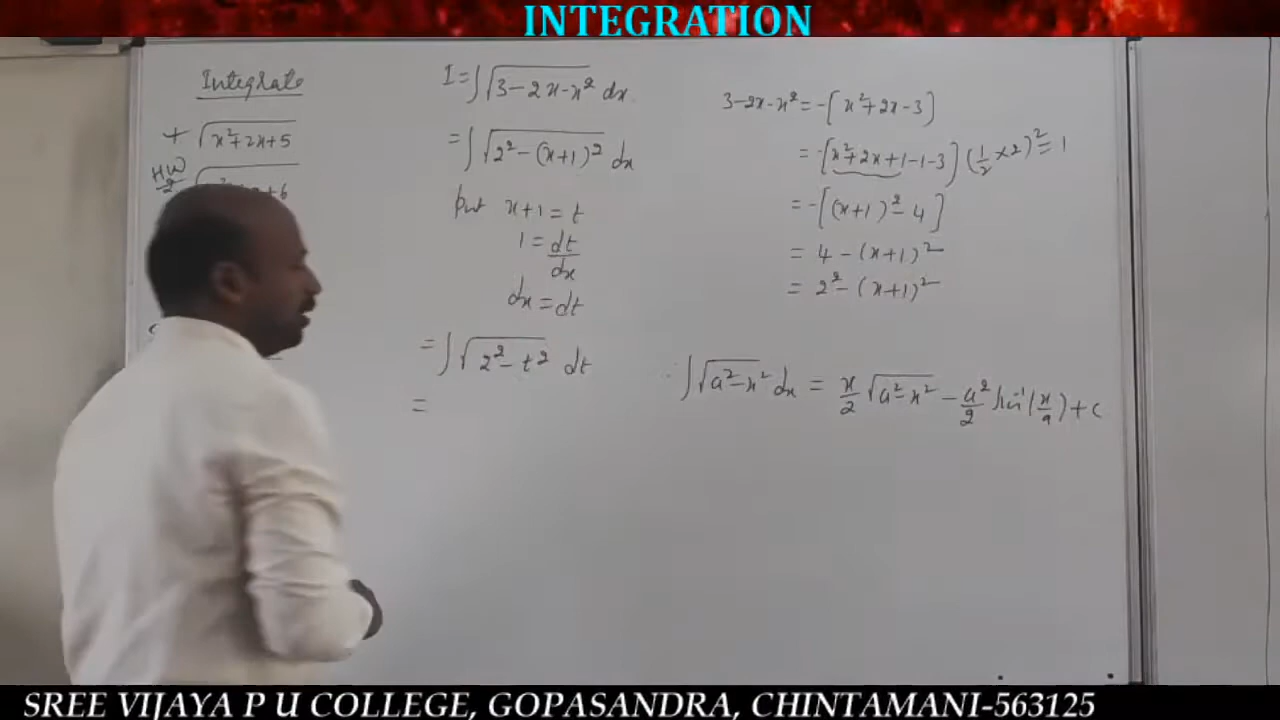 INTEGRATION
Integrate
+ √(x²+2x+5)
HW
2 +6
I = ∫√(3-2x-x²) dx
= ∫√(2²-(x+1)²) dx
Put x+1 = t
1 = dt/dx
dx = dt
= ∫√(2²-t²) dt
=
3-2x-x² = -[x²+2x-3]
= -[x²+2x+1-1-3] (1/2 ×2)² = 1
= -[(x+1)²-4]
= 4-(x+1)²
= 2²-(x+1)²
∵ ∫√(a²-x²) dx = x/2 √(a²-x²) - a²/2 sin⁻¹(x/a) + c
SREE VIJAYA P U COLLEGE, GOPASANDRA, CHINTAMANI-563125